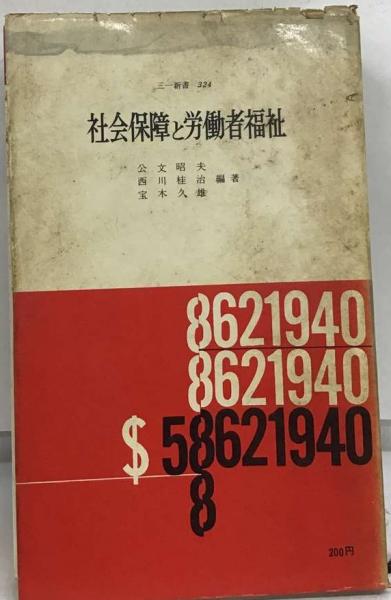 三一新書 324
社会保障と労働者福祉
公文昭夫
西川桂治 編著
宝木久雄
8621940
8621940
$ 58621940
8
200円